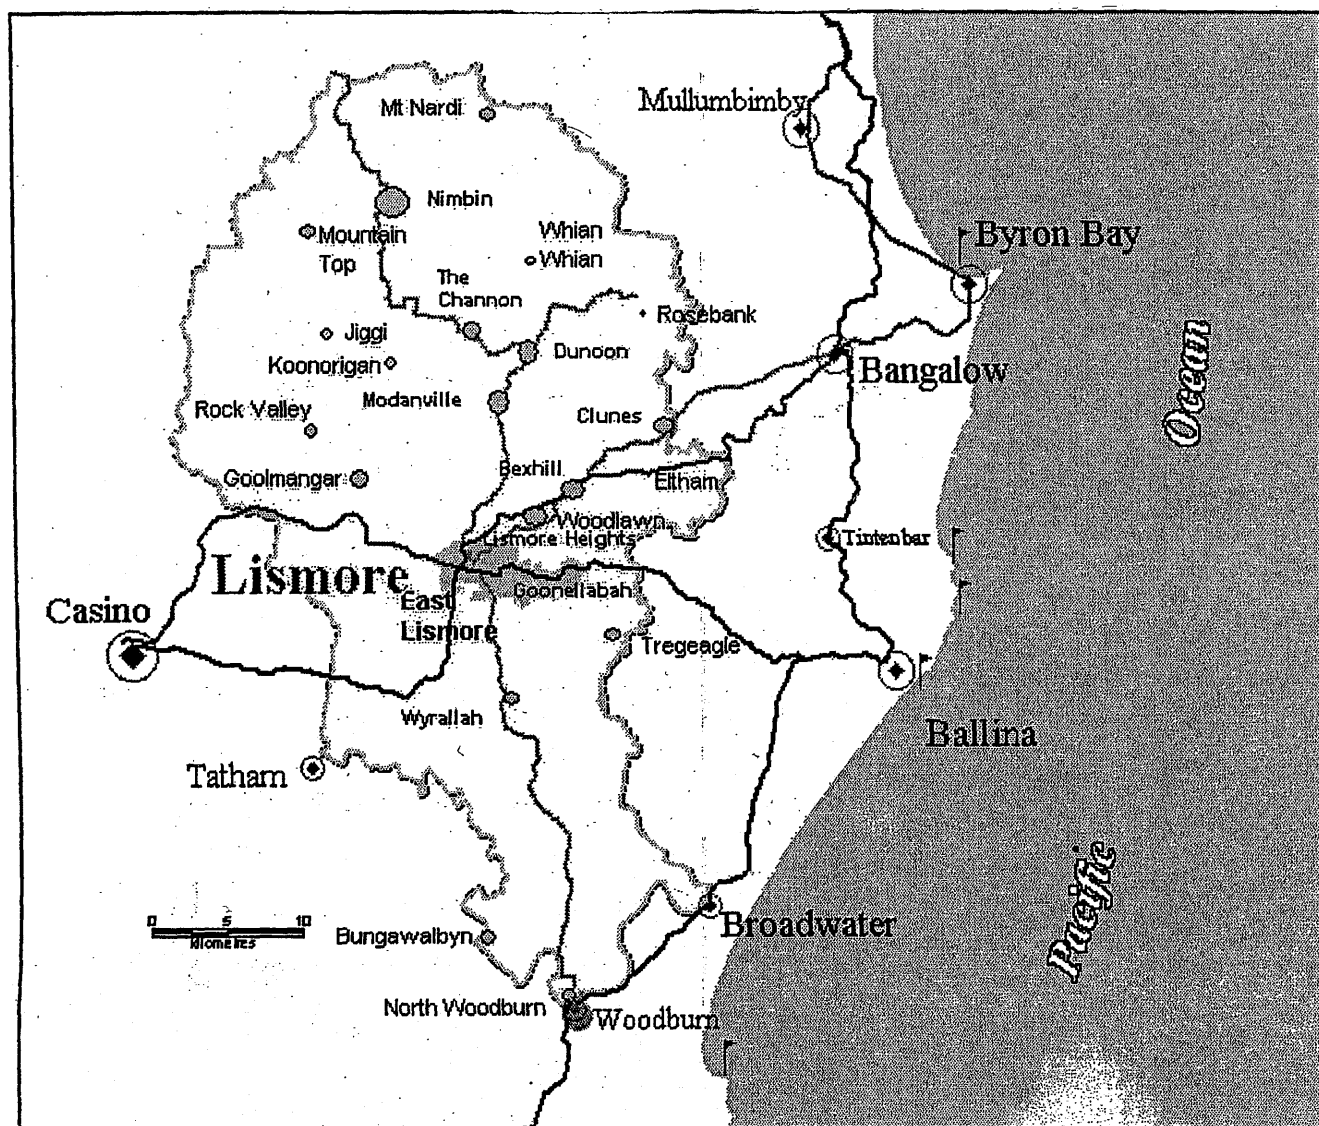 Mt Nardi
Mullumbimby
Nimbin
Whian
Whian
Mountain
Top
Byron Bay
The
Channon
Rosebank
Jiggi
Koonorigan
Dunoon
Bangalow
Ocean
Modanville
Rock Valley
Clunes
Bexhill
Goolmangar
Eltham
Woodlawn
Lismore Heights
Tintenbar
Lismore
Goonellabah
Casino
East
Lismore
Tregeagle
Wyrallah
Ballina
Tatham
Pacific
0 5 10
kilometres
Broadwater
Bungawalbyn
North Woodburn
Woodburn